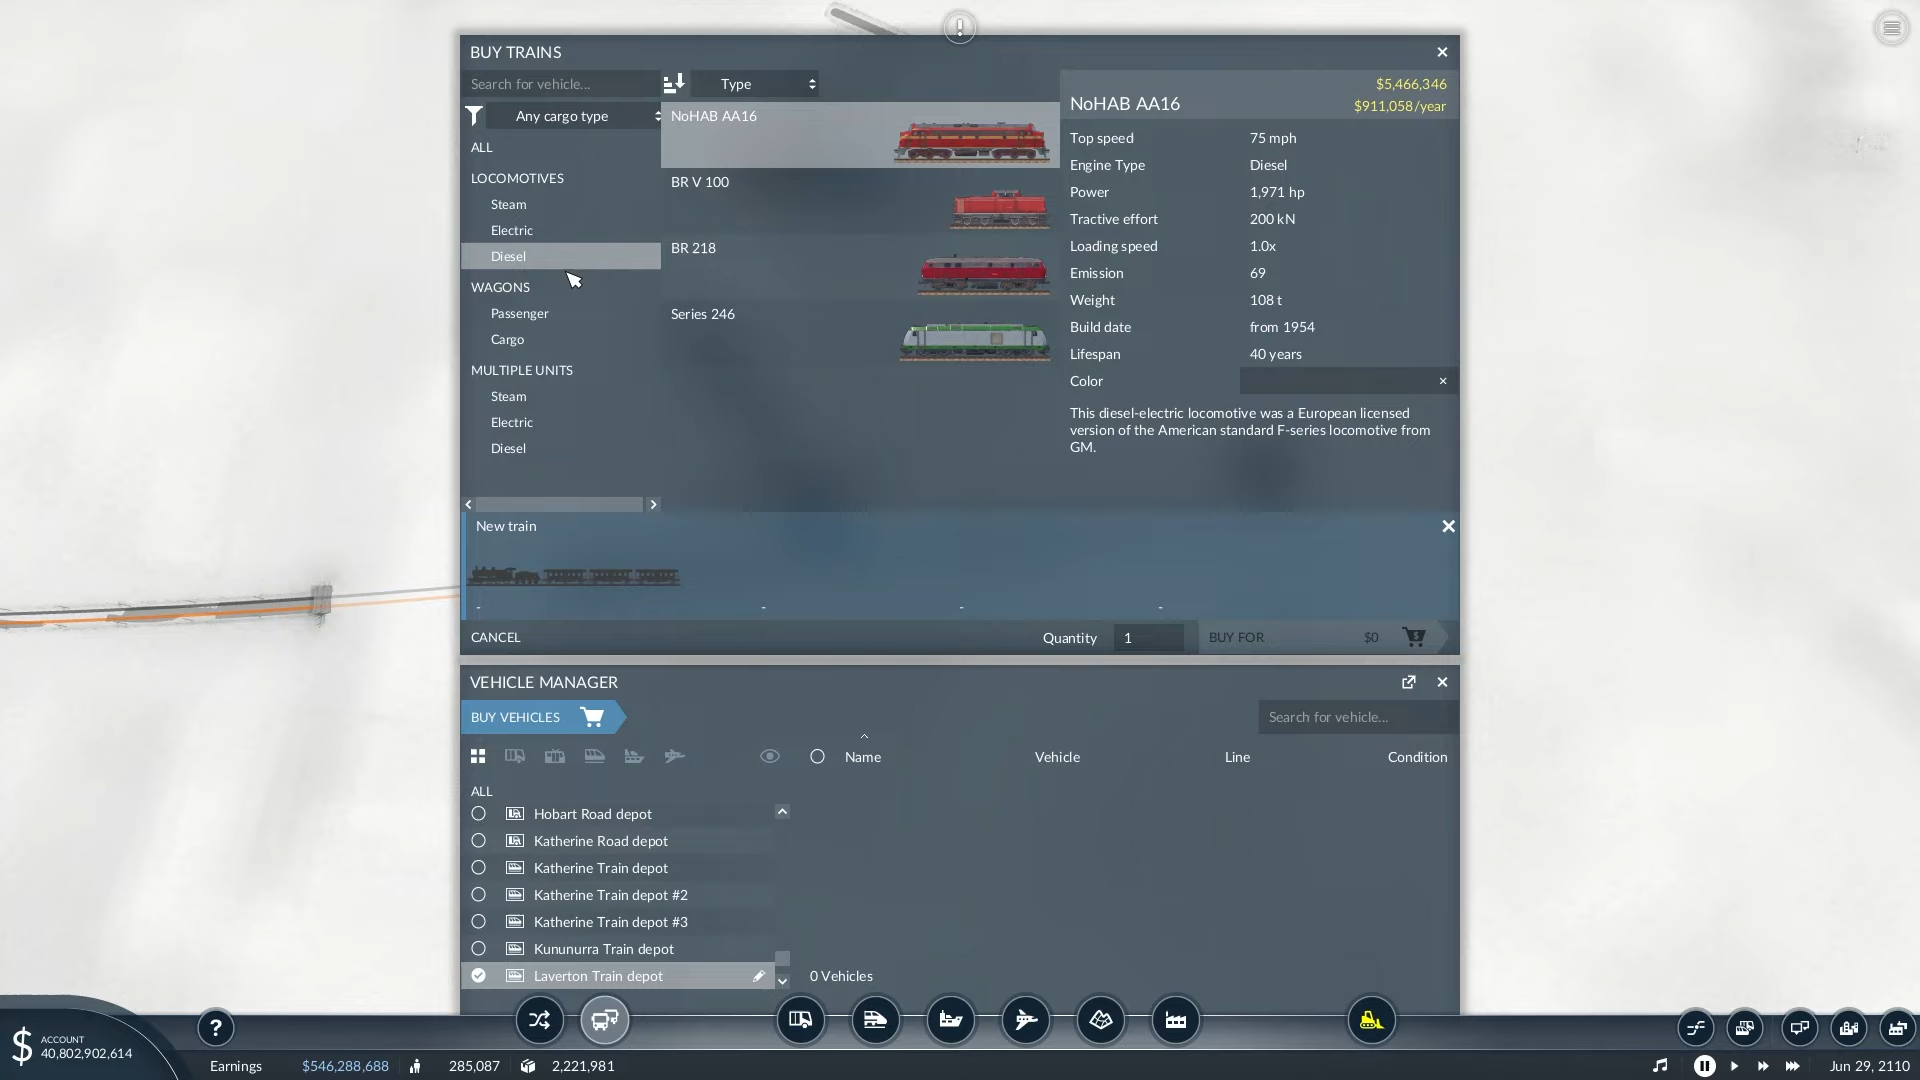 BUY TRAINS
Search for vehicle...
Type
$5,466,346
NoHAB AA16
$911,058/year
Any cargo type
NoHAB AA16
ALL
LOCOMOTIVES
Steam
Electric
Diesel
WAGONS
Passenger
Cargo
MULTIPLE UNITS
Steam
Electric
Diesel
BR V 100
BR 218
Series 246
Top speed 75 mph
Engine Type Diesel
Power 1,971 hp
Tractive effort 200 kN
Loading speed 1.0x
Emission 69
Weight 108 t
Build date from 1954
Lifespan 40 years
Color
This diesel-electric locomotive was a European licensed
version of the American standard F-series locomotive from
GM.
New train
- - - -
CANCEL
Quantity 1
BUY FOR $0
VEHICLE MANAGER
BUY VEHICLES
Search for vehicle...
Name Vehicle Line Condition
ALL
Hobart Road depot
Katherine Road depot
Katherine Train depot
Katherine Train depot #2
Katherine Train depot #3
Kununurra Train depot
Laverton Train depot
0 Vehicles
$ ACCOUNT
40,802,902,614
?
Earnings $546,288,688 285,087 2,221,981
Jun 29, 2110